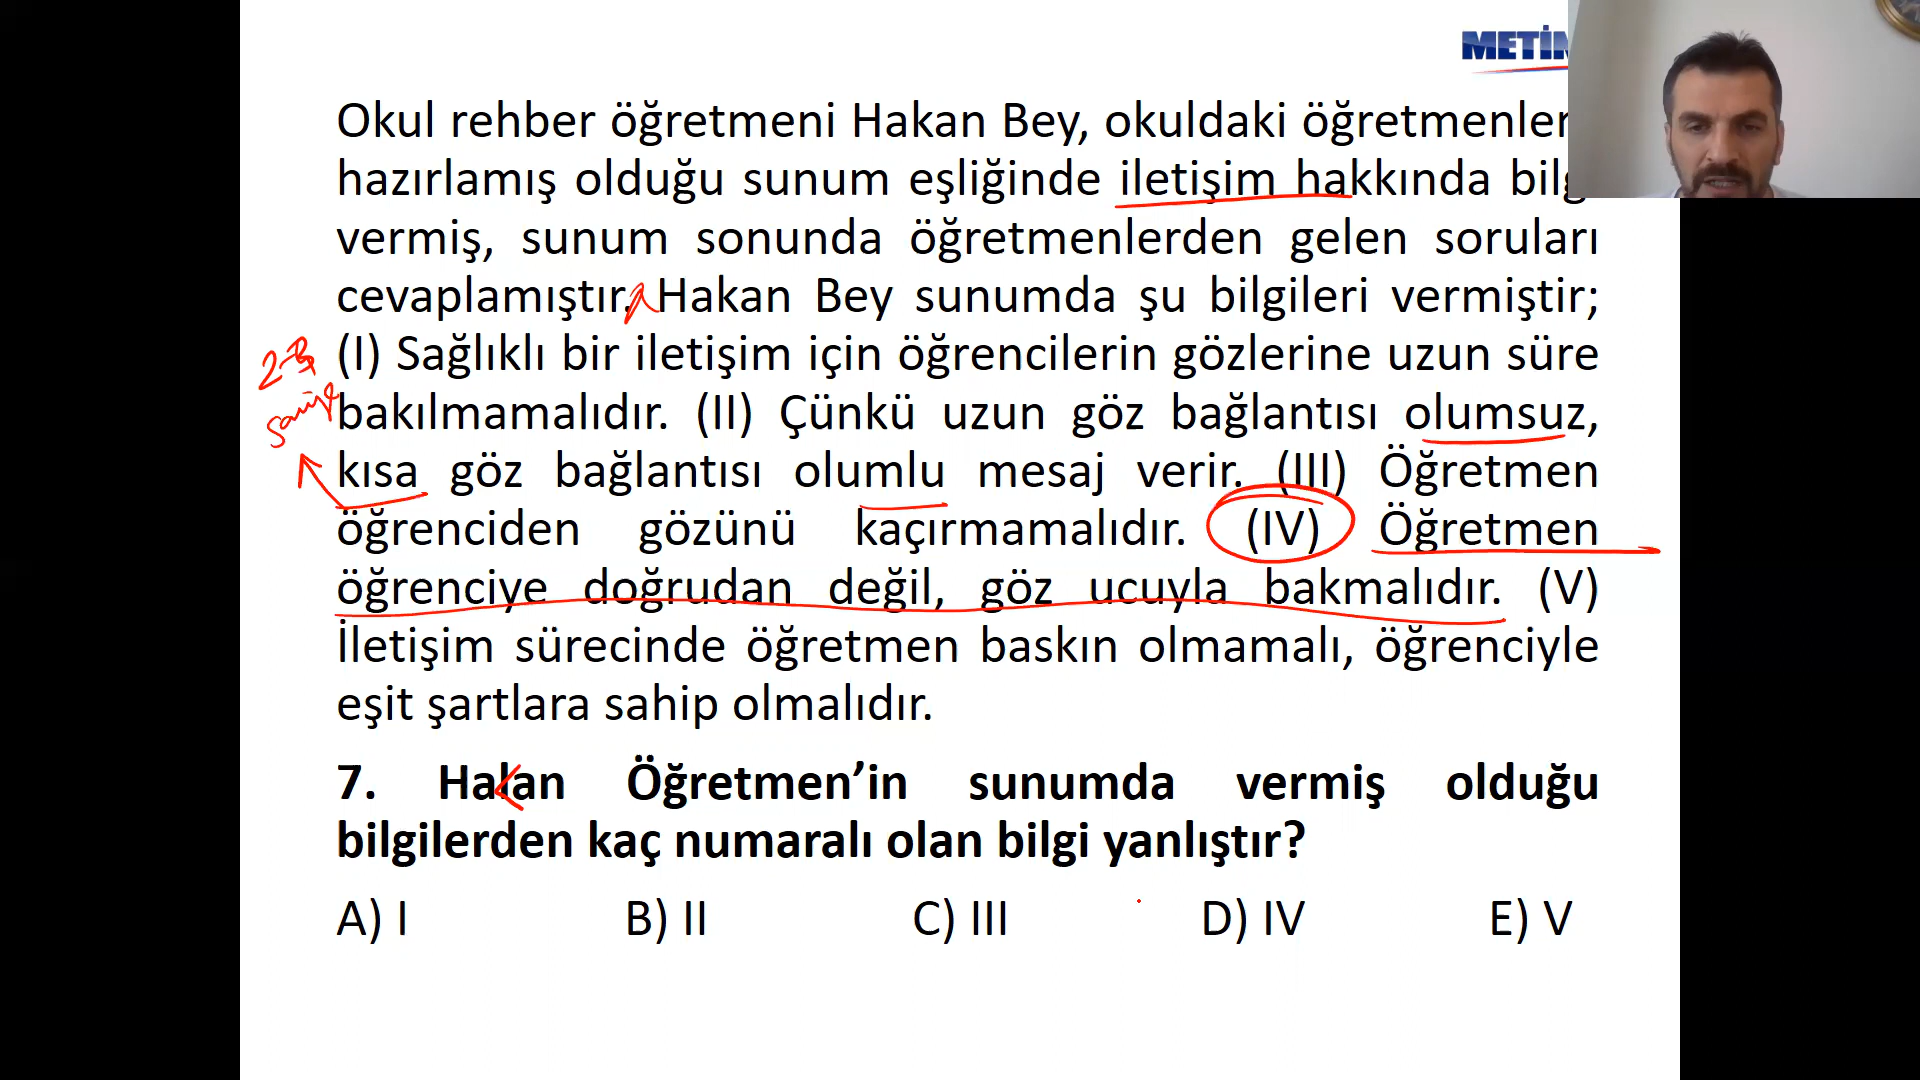 METİN
Okul rehber öğretmeni Hakan Bey, okuldaki öğretmenler
hazırlamış olduğu sunum eşliğinde iletişim hakkında bilg
vermiş, sunum sonunda öğretmenlerden gelen soruları
cevaplamıştır. Hakan Bey sunumda şu bilgileri vermiştir;
2-3 saniye
(I) Sağlıklı bir iletişim için öğrencilerin gözlerine uzun süre
bakılmamalıdır. (II) Çünkü uzun göz bağlantısı olumsuz,
kısa göz bağlantısı olumlu mesaj verir. (III) Öğretmen
öğrenciden gözünü kaçırmamalıdır. (IV) Öğretmen
öğrenciye doğrudan değil, göz ucuyla bakmalıdır. (V)
İletişim sürecinde öğretmen baskın olmamalı, öğrenciyle
eşit şartlara sahip olmalıdır.
7. Halan Öğretmen’in sunumda vermiş olduğu
bilgilerden kaç numaralı olan bilgi yanlıştır?
A) I B) II C) III D) IV E) V